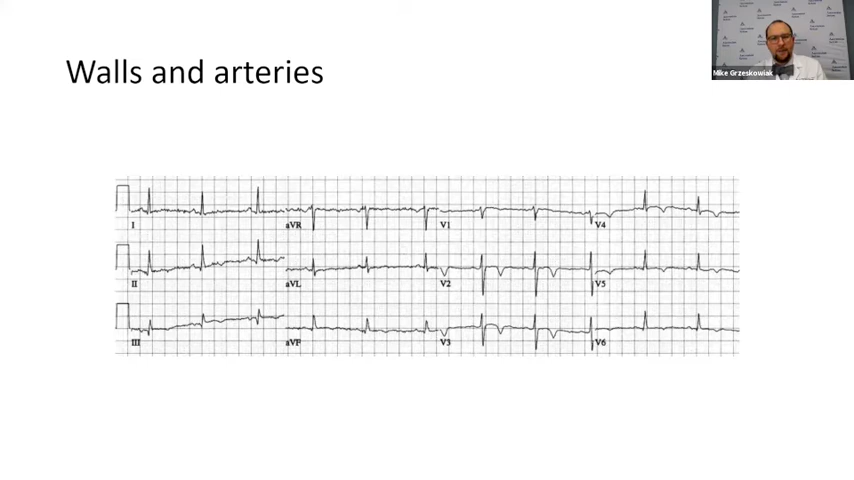 Walls and arteries
Mike Grzeskowiak
I
aVR
V1
V4
II
aVL
V2
V5
III
aVF
V3
V6